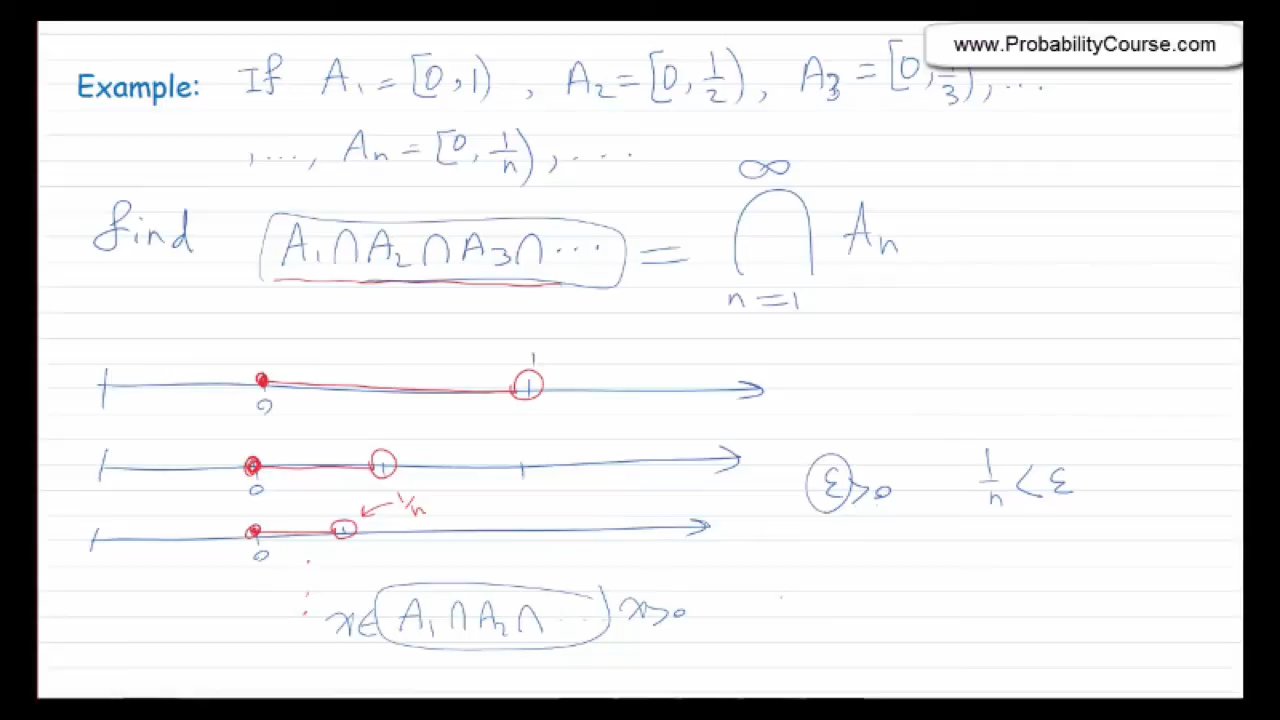 www.ProbabilityCourse.com
Example: If A₁ = [0,1) , A₂ = [0, 1/2) , A₃ = [0, 1/3) , ...
, ..., Aₙ = [0, 1/n) , ....
find A₁∩A₂∩A₃∩... = ⋂ₙ₌₁^∞ Aₙ
1
0
0
ε>0 1/n < ε
1/n
0
x∈ A₁∩A₂∩... x>0